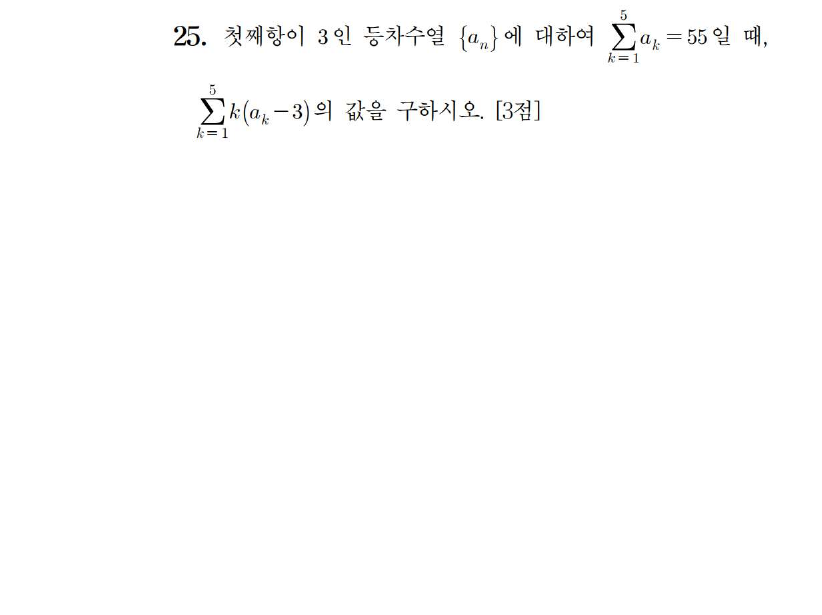 25. 첫째항이 3인 등차수열 {aₙ}에 대하여 $\sum_{k=1}^{5} a_k = 55$일 때,
$\sum_{k=1}^{5} k(a_k - 3)$의 값을 구하시오. [3점]